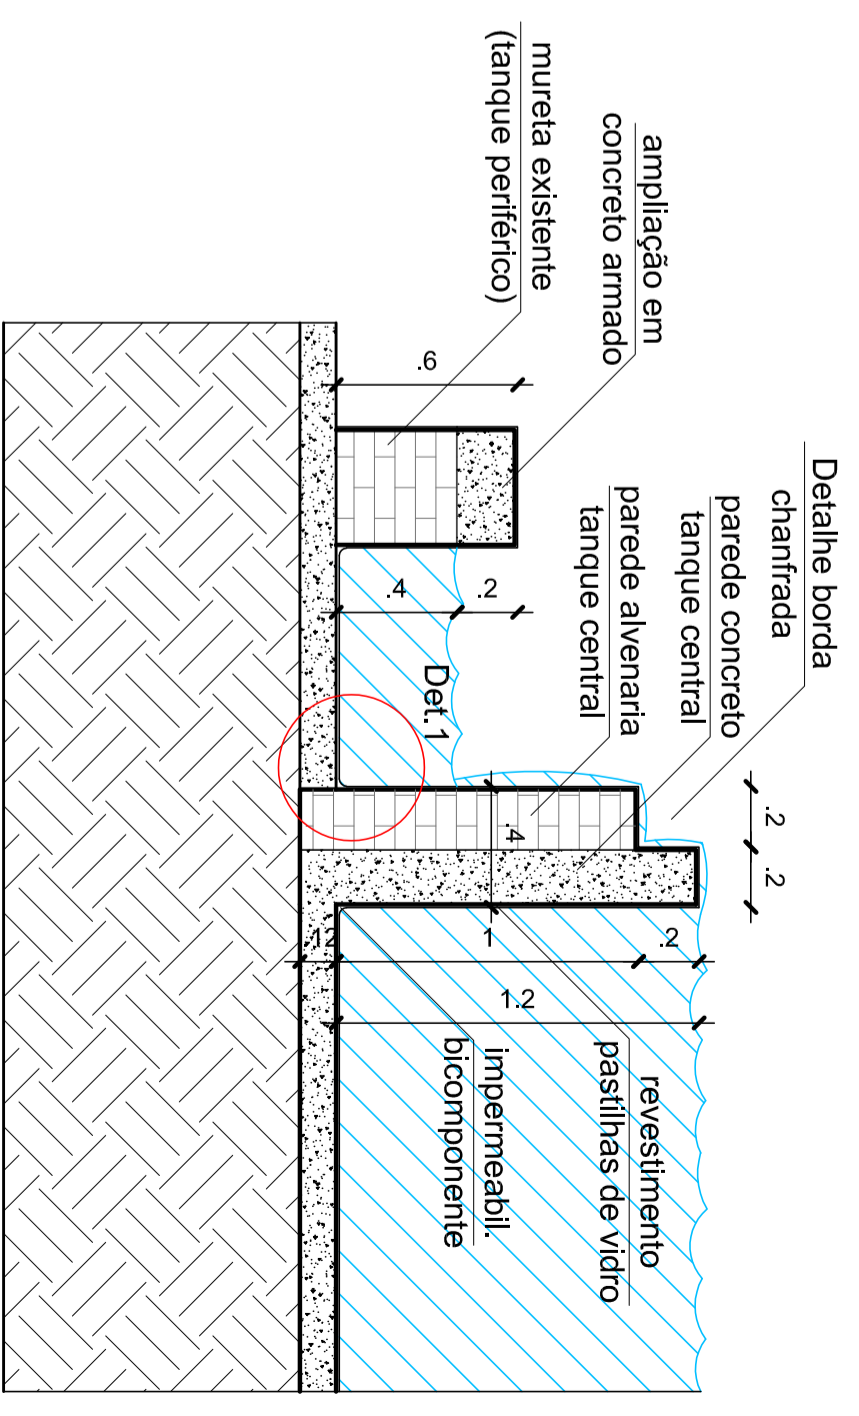 mureta existente
(tanque periférico)
ampliação em
concreto armado
Detalhe borda
chanfrada
parede concreto
tanque central
parede alvenaria
tanque central
.6
.4
.2
Det. 1
.2
.2
.4
.12
1
.2
1.2
revestimento
pastilhas de vidro
impermeabil.
bicomponente